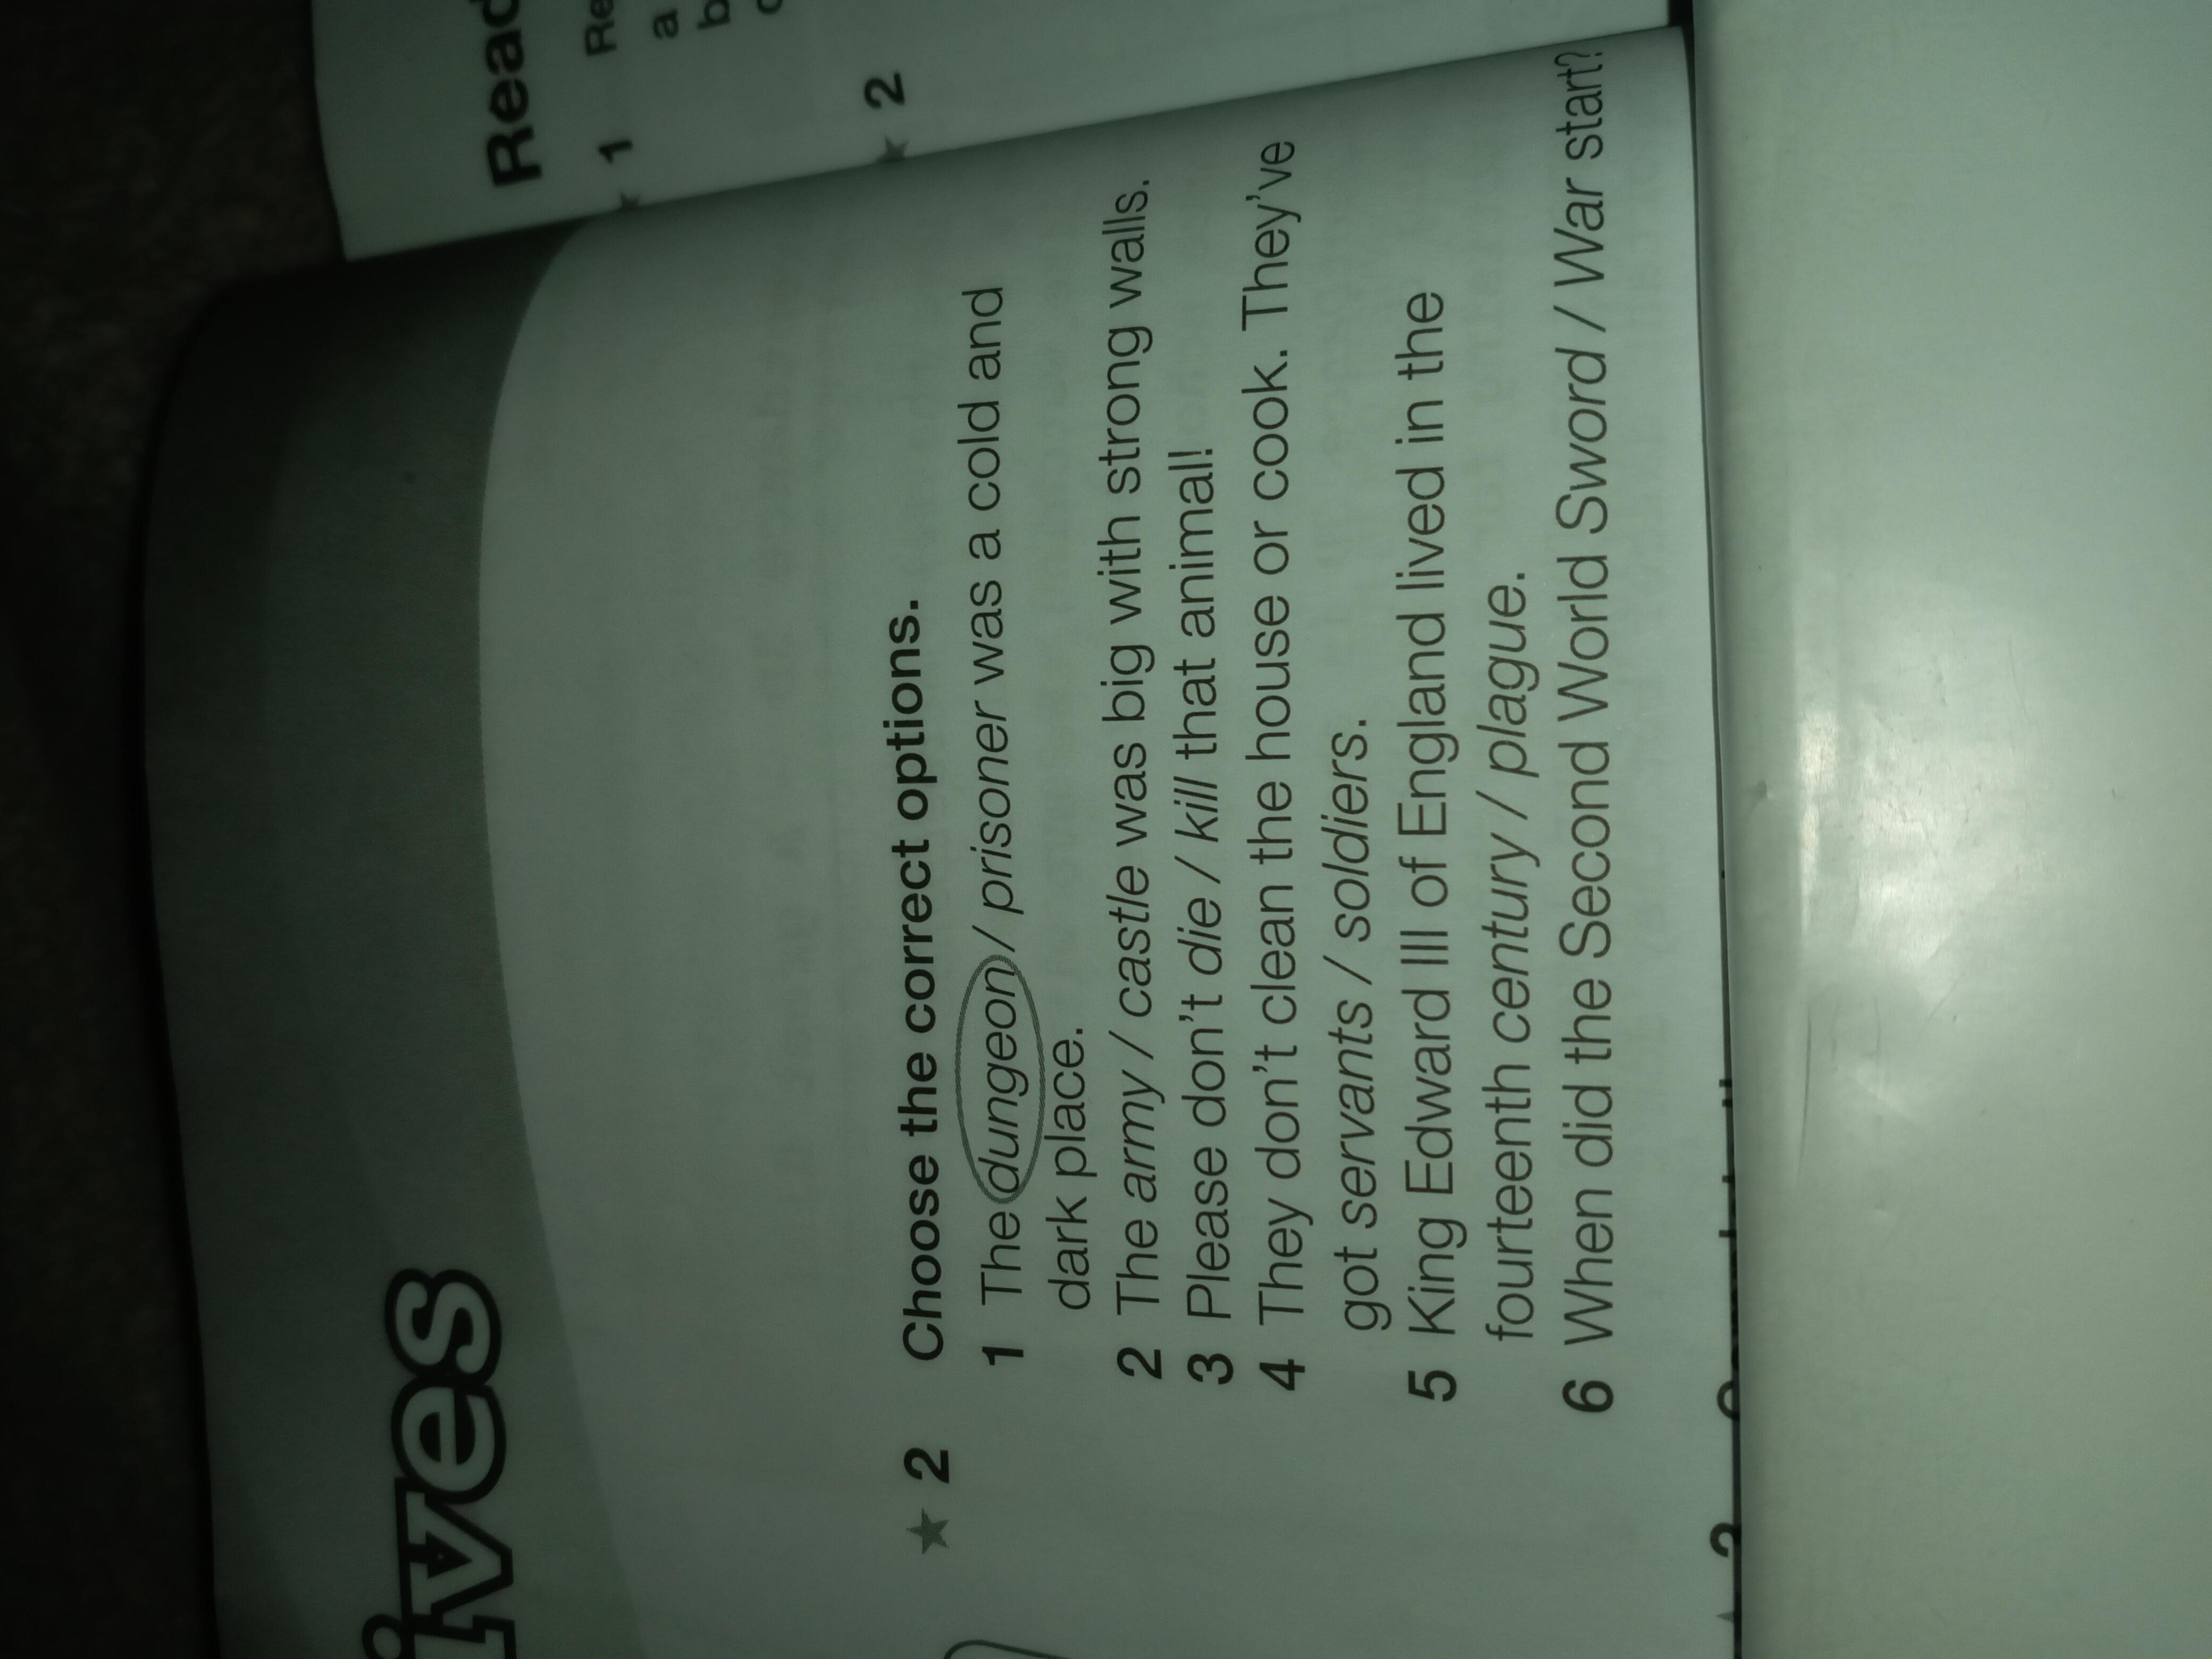 ives
★ 2 Choose the correct options.
1 The dungeon / prisoner was a cold and
dark place.
2 The army / castle was big with strong walls.
3 Please don't die / kill that animal!
4 They don't clean the house or cook. They've
got servants / soldiers.
5 King Edward III of England lived in the
fourteenth century / plague.
6 When did the Second World Sword / War start?
Read
★ 1 Re
a
b
★ 2